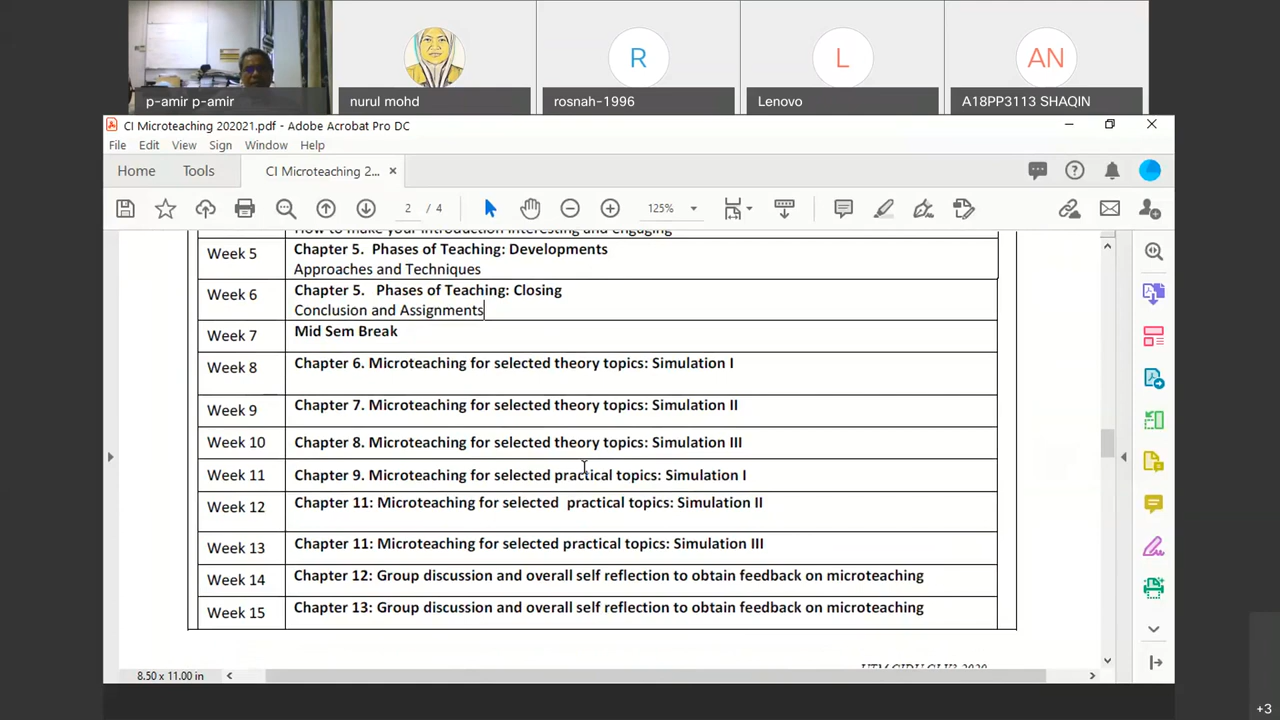 R
L
AN
p-amir p-amir
nurul mohd
rosnah-1996
Lenovo
A18PP3113 SHAQIN
CI Microteaching 202021.pdf - Adobe Acrobat Pro DC
File Edit View Sign Window Help
Home Tools CI Microteaching 2... ×
2 / 4 125%
How to make your introduction interesting and engaging
Week 5 Chapter 5. Phases of Teaching: Developments
Approaches and Techniques
Week 6 Chapter 5. Phases of Teaching: Closing
Conclusion and Assignments
Week 7 Mid Sem Break
Week 8 Chapter 6. Microteaching for selected theory topics: Simulation I
Week 9 Chapter 7. Microteaching for selected theory topics: Simulation II
Week 10 Chapter 8. Microteaching for selected theory topics: Simulation III
Week 11 Chapter 9. Microteaching for selected practical topics: Simulation I
Week 12 Chapter 11: Microteaching for selected practical topics: Simulation II
Week 13 Chapter 11: Microteaching for selected practical topics: Simulation III
Week 14 Chapter 12: Group discussion and overall self reflection to obtain feedback on microteaching
Week 15 Chapter 13: Group discussion and overall self reflection to obtain feedback on microteaching
8.50 x 11.00 in
+3